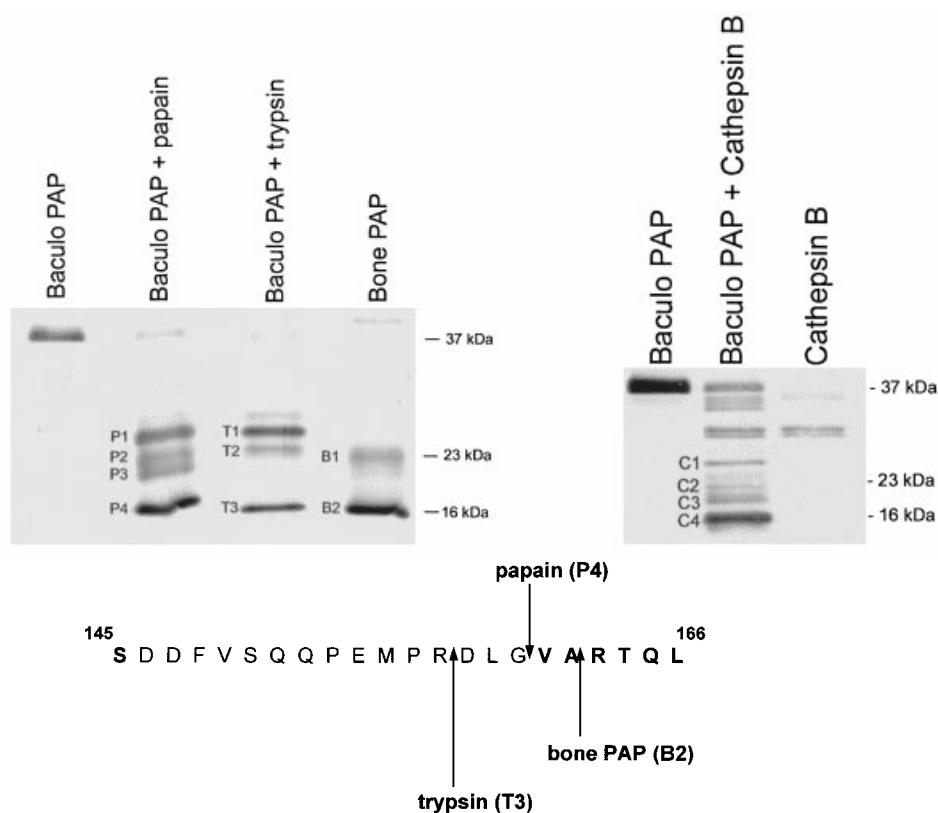 Baculo PAP
Baculo PAP + papain
Baculo PAP + trypsin
Bone PAP
— 37 kDa
P1
P2
P3
P4
T1
T2
T3
B1
B2
— 23 kDa
— 16 kDa
Baculo PAP
Baculo PAP + Cathepsin B
Cathepsin B
- 37 kDa
C1
C2
C3
C4
- 23 kDa
- 16 kDa
papain (P4)
145
166
S D D F V S Q Q P E M P R D L G V A R T Q L
bone PAP (B2)
trypsin (T3)